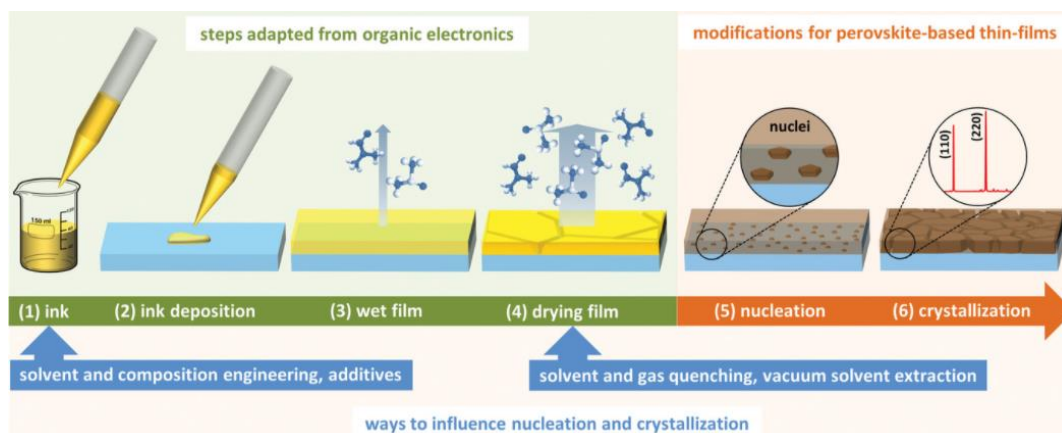 steps adapted from organic electronics
modifications for perovskite-based thin-films
150 ml
nuclei
(110)
(220)
(1) ink
(2) ink deposition
(3) wet film
(4) drying film
(5) nucleation
(6) crystallization
solvent and composition engineering, additives
solvent and gas quenching, vacuum solvent extraction
ways to influence nucleation and crystallization